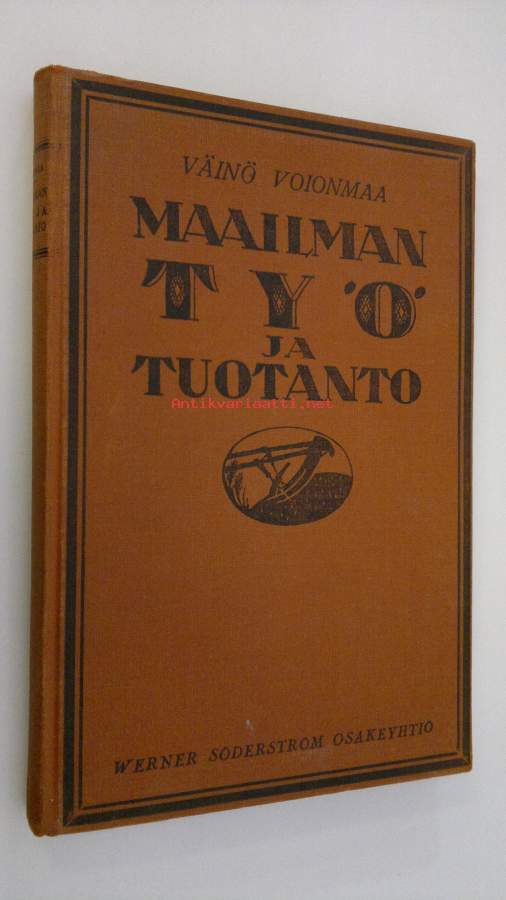 VÄINÖ VOIONMAA
MAAILMAN
TYÖ
JA
TUOTANTO
Antikvariaatti.net
WERNER SÖDERSTRÖM OSAKEYHTIÖ